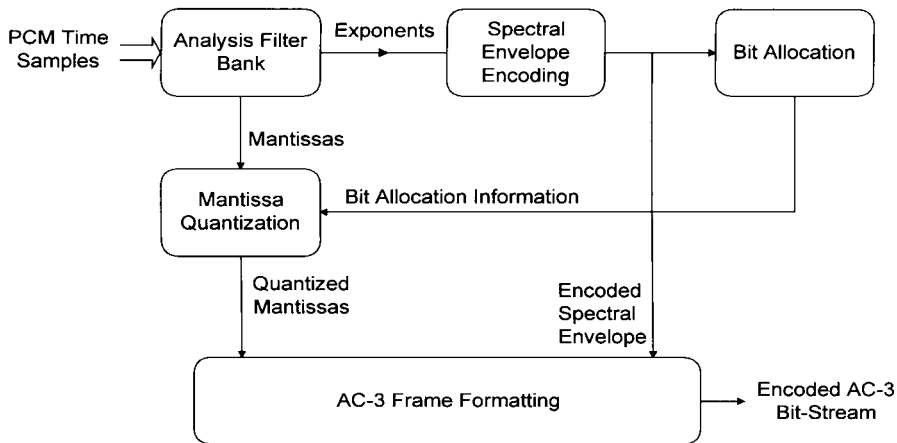 PCM Time
Samples
Analysis Filter
Bank
Exponents
Spectral
Envelope
Encoding
Bit Allocation
Mantissas
Mantissa
Quantization
Bit Allocation Information
Quantized
Mantissas
Encoded
Spectral
Envelope
AC-3 Frame Formatting
Encoded AC-3
Bit-Stream